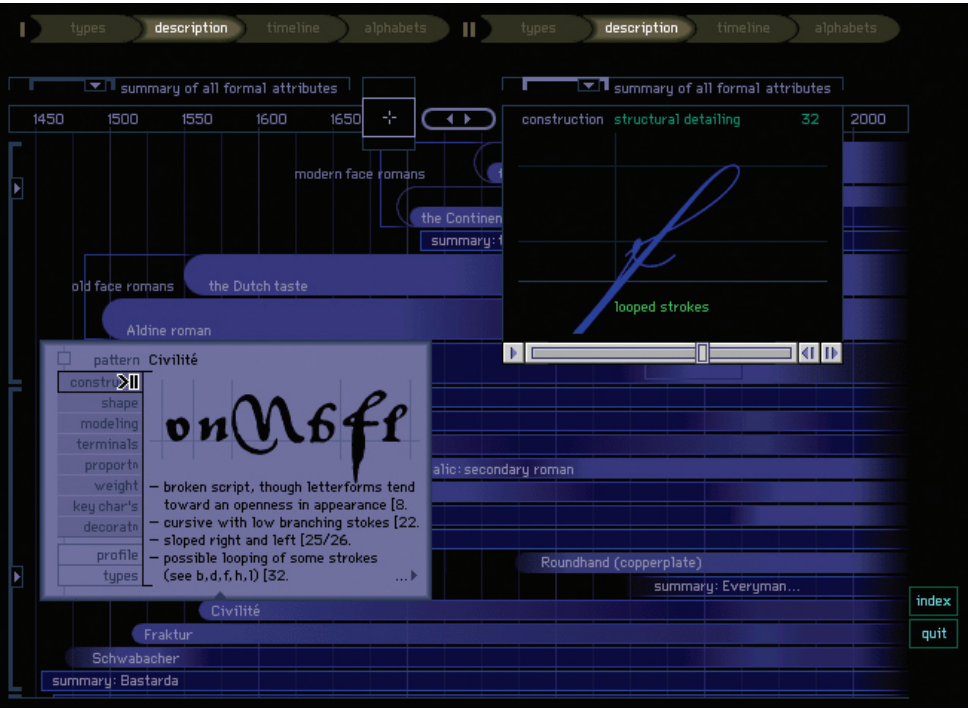 I types description timeline alphabets II types description timeline alphabets
summary of all formal attributes
summary of all formal attributes
1450 1500 1550 1600 1650
construction structural detailing 32
2000
modern face romans
the Continen
summary:
looped strokes
old face romans the Dutch taste
Aldine roman
pattern Civilité
constru
shape
modeling
terminals
proportn
weight
key char's
decoratn
profile
types
onMbfl
— broken script, though letterforms tend
toward an openness in appearance [8.
— cursive with low branching stokes [22.
— sloped right and left [25/26.
— possible looping of some strokes
(see b,d,f,h,l) [32. ...
alic: secondary roman
Roundhand (copperplate)
summary: Everyman...
index
quit
Civilité
Fraktur
Schwabacher
summary: Bastarda